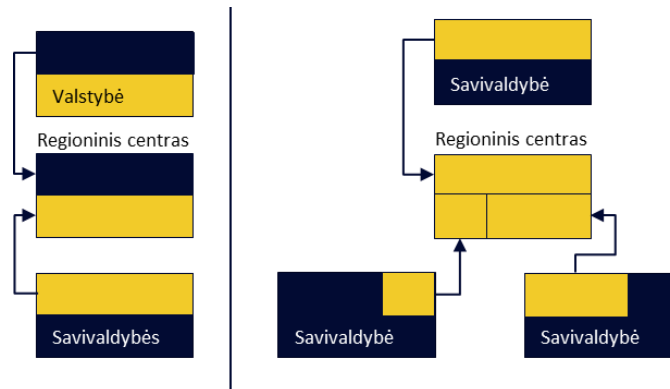 Valstybė
Regioninis centras
Savivaldybės
Savivaldybė
Regioninis centras
Savivaldybė
Savivaldybė